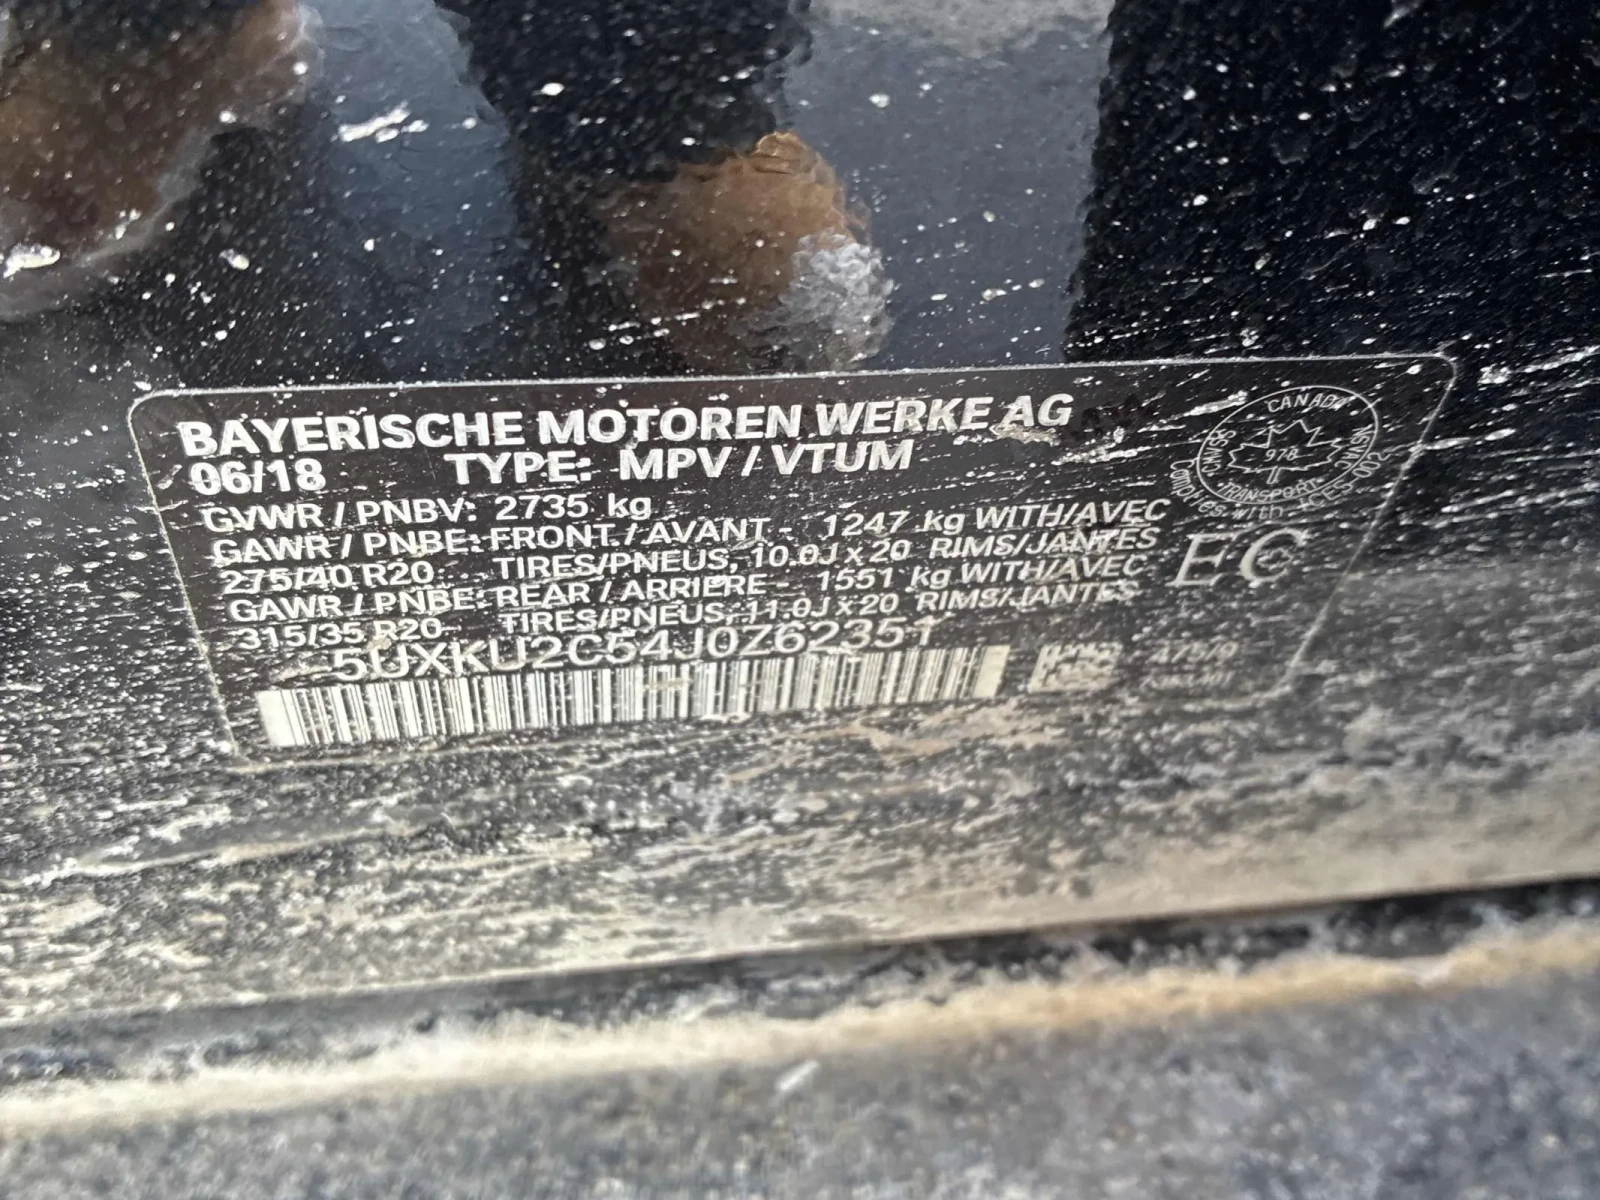 BAYERISCHE MOTOREN WERKE AG
06/18 TYPE: MPV / VTUM
GVWR / PNBV: 2735 kg
GAWR / PNBE: FRONT / AVANT - 1247 kg WITH/AVEC
275/40 R20 TIRES/PNEUS, 10.0J x 20 RIMS/JANTES
GAWR / PNBE: REAR / ARRIERE - 1551 kg WITH/AVEC
315/35 R20 TIRES/PNEUS, 11.0J x 20 RIMS/JANTES
5UXKU2C54J0Z62351
CANADA
978
TRANSPORT
EC